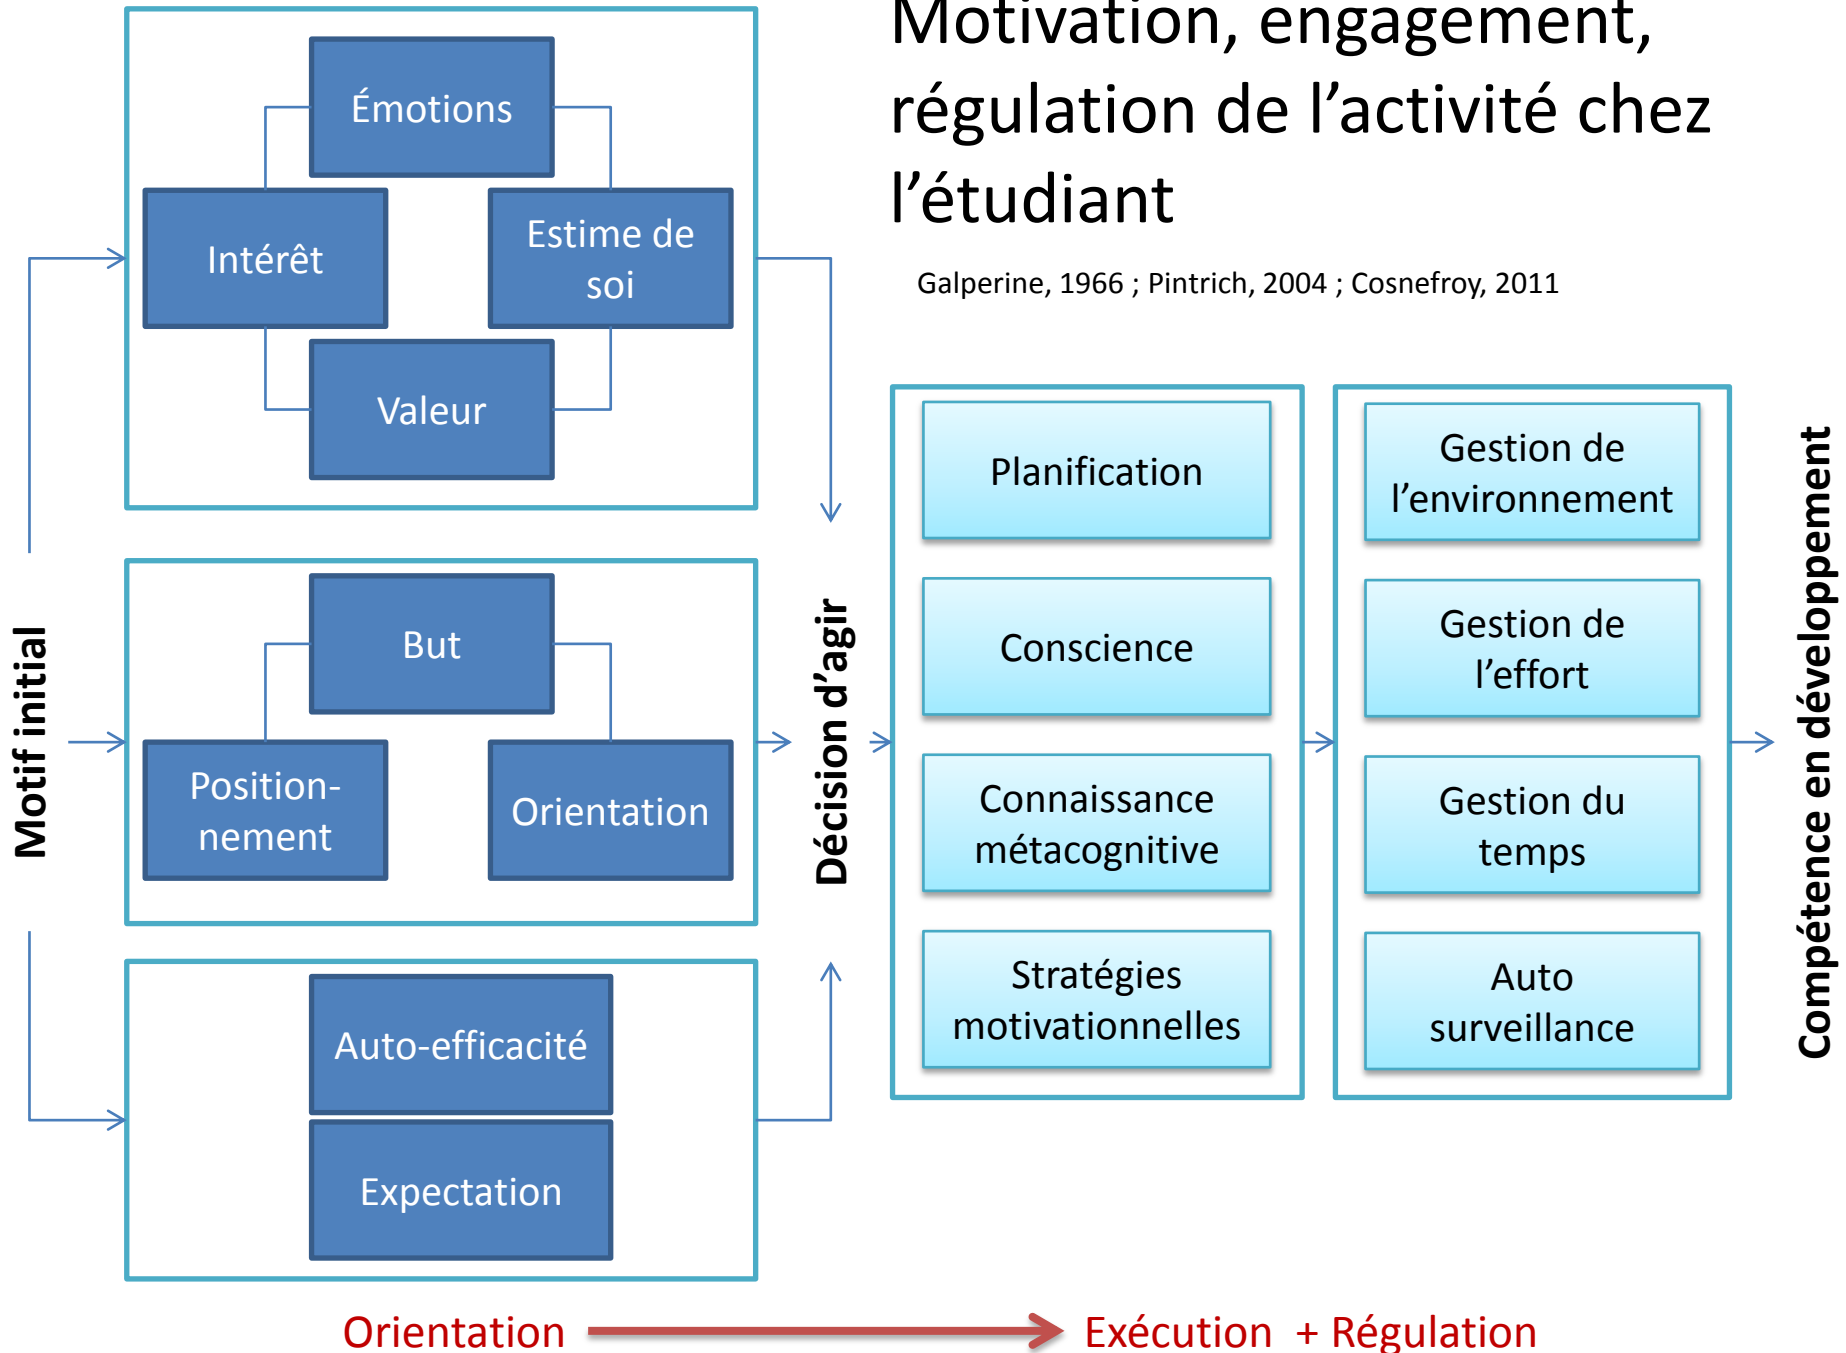 Motivation, engagement,
régulation de l'activité chez
l'étudiant
Galperine, 1966 ; Pintrich, 2004 ; Cosnefroy, 2011
Motif initial
Émotions
Intérêt
Estime de
soi
Valeur
But
Position-
nement
Orientation
Auto-efficacité
Expectation
Décision d'agir
Planification
Conscience
Connaissance
métacognitive
Stratégies
motivationnelles
Gestion de
l'environnement
Gestion de
l'effort
Gestion du
temps
Auto
surveillance
Compétence en développement
Orientation
Exécution + Régulation